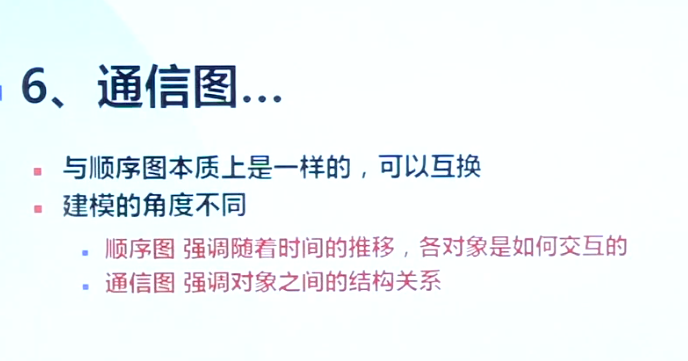 6、通信图...
与顺序图本质上是一样的，可以互换
建模的角度不同
顺序图 强调随着时间的推移，各对象是如何交互的
通信图 强调对象之间的结构关系